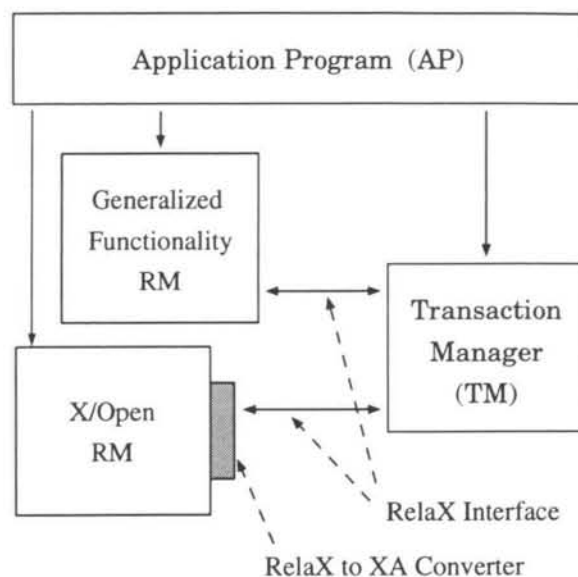 Application Program (AP)
Generalized
Functionality
RM
Transaction
Manager
(TM)
X/Open
RM
RelaX Interface
RelaX to XA Converter